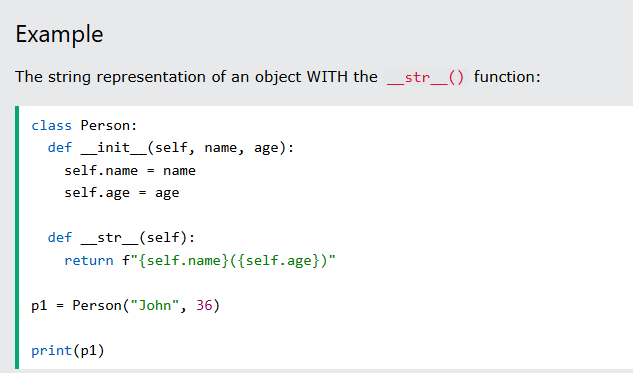 Example
The string representation of an object WITH the __str__() function:
class Person:
  def __init__(self, name, age):
    self.name = name
    self.age = age

  def __str__(self):
    return f"{self.name}({self.age})"

p1 = Person("John", 36)

print(p1)